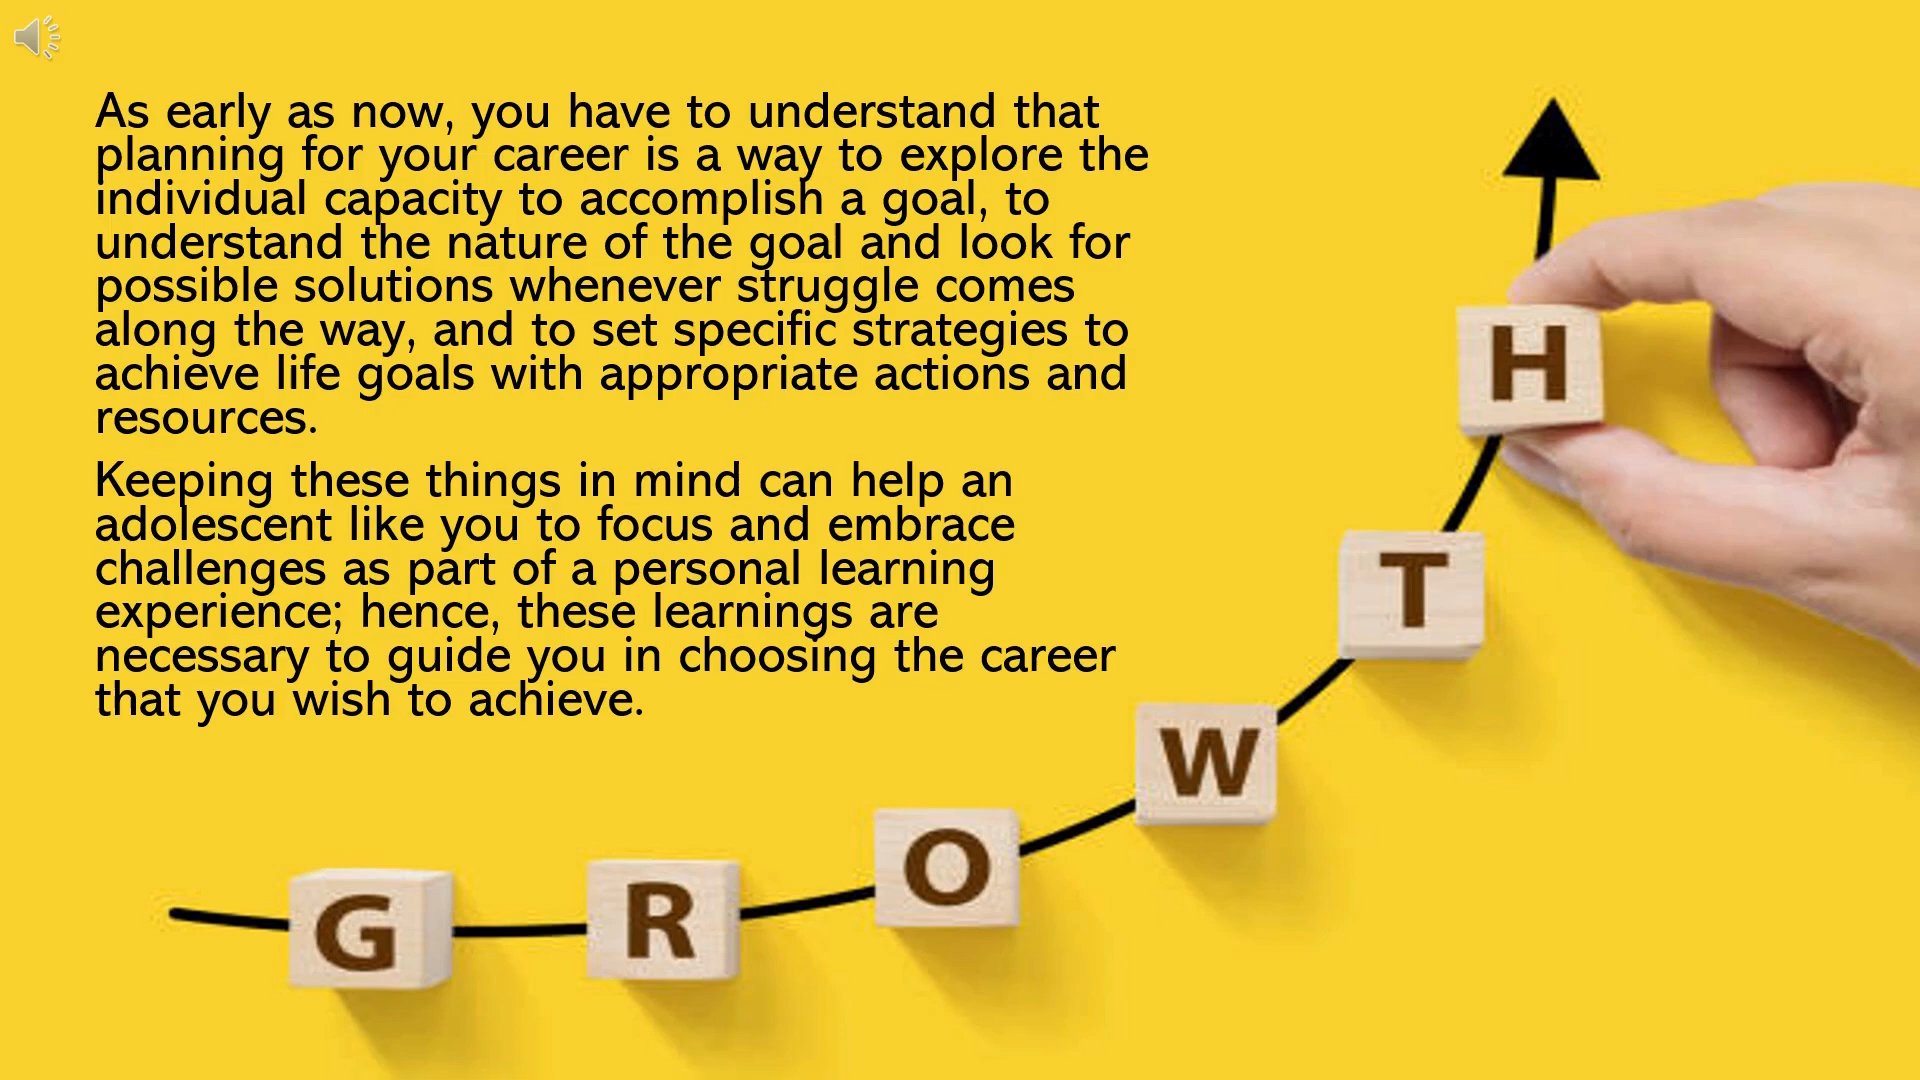 As early as now, you have to understand that
planning for your career is a way to explore the
individual capacity to accomplish a goal, to
understand the nature of the goal and look for
possible solutions whenever struggle comes
along the way, and to set specific strategies to
achieve life goals with appropriate actions and
resources.
Keeping these things in mind can help an
adolescent like you to focus and embrace
challenges as part of a personal learning
experience; hence, these learnings are
necessary to guide you in choosing the career
that you wish to achieve.
GROWTH